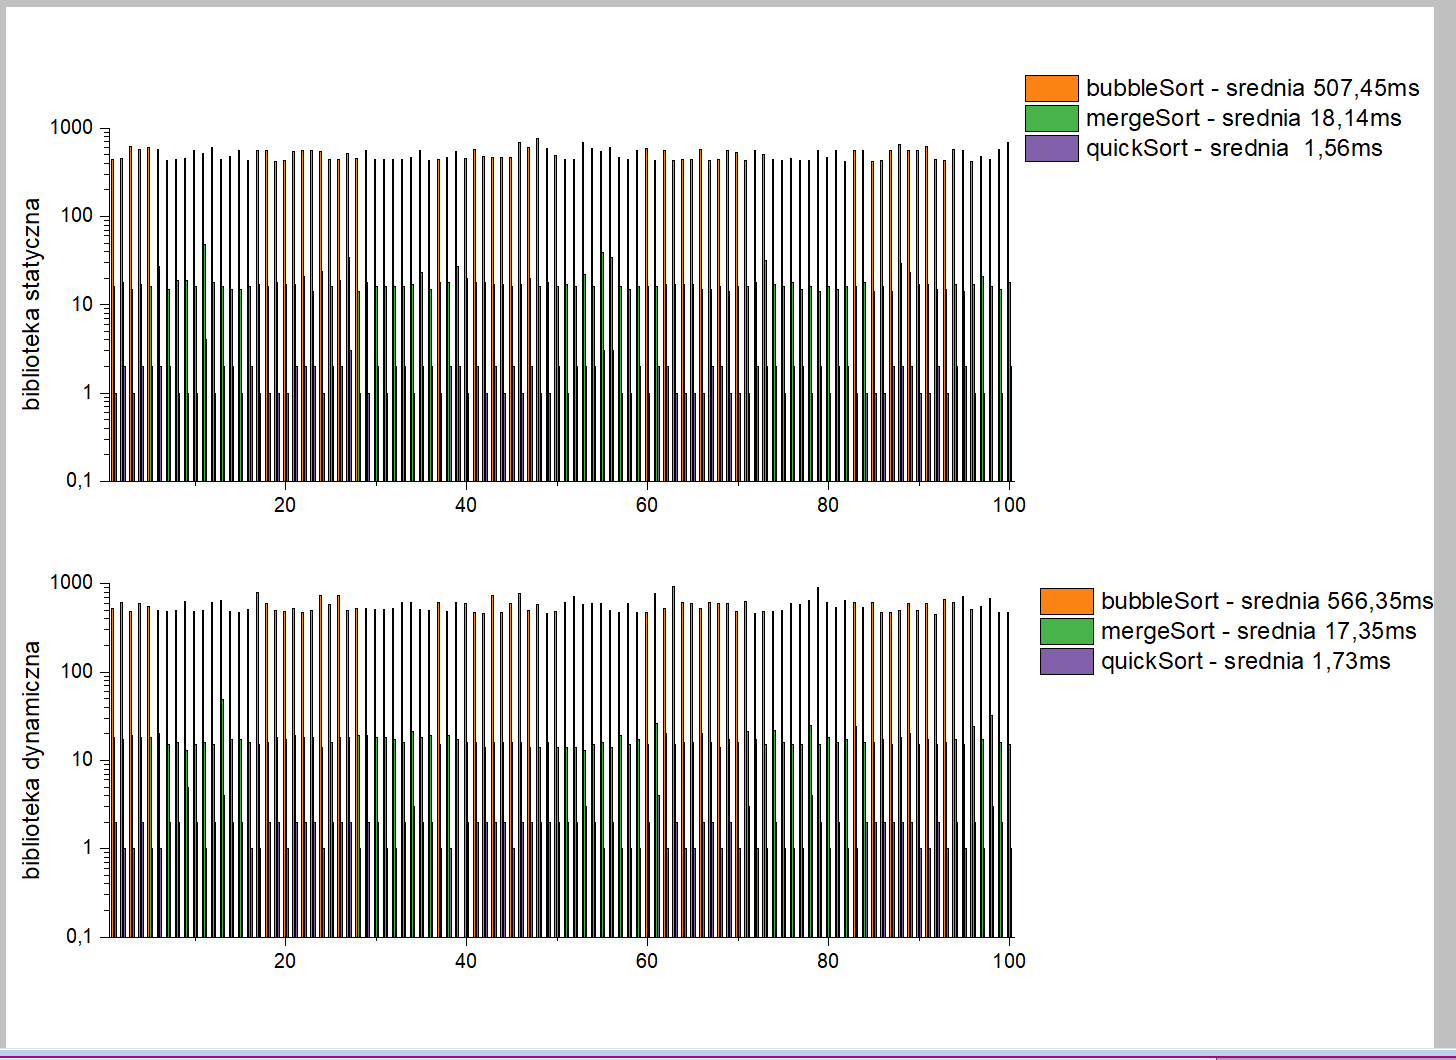 bubbleSort - srednia 507,45ms
mergeSort - srednia 18,14ms
quickSort - srednia  1,56ms
biblioteka statyczna
1000
100
10
1
0,1
20 40 60 80 100
bubbleSort - srednia 566,35ms
mergeSort - srednia 17,35ms
quickSort - srednia 1,73ms
biblioteka dynamiczna
1000
100
10
1
0,1
20 40 60 80 100